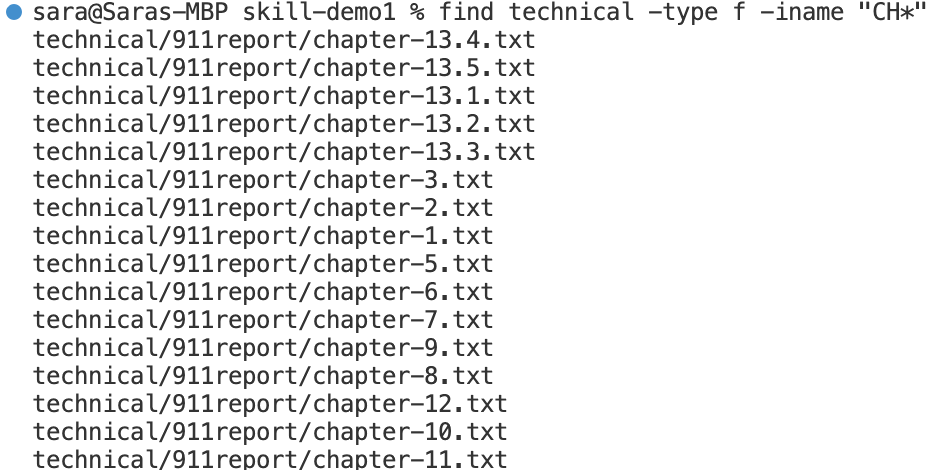 sara@Saras-MBP skill-demo1 % find technical -type f -iname "CH*"
technical/911report/chapter-13.4.txt
technical/911report/chapter-13.5.txt
technical/911report/chapter-13.1.txt
technical/911report/chapter-13.2.txt
technical/911report/chapter-13.3.txt
technical/911report/chapter-3.txt
technical/911report/chapter-2.txt
technical/911report/chapter-1.txt
technical/911report/chapter-5.txt
technical/911report/chapter-6.txt
technical/911report/chapter-7.txt
technical/911report/chapter-9.txt
technical/911report/chapter-8.txt
technical/911report/chapter-12.txt
technical/911report/chapter-10.txt
technical/911report/chapter-11.txt